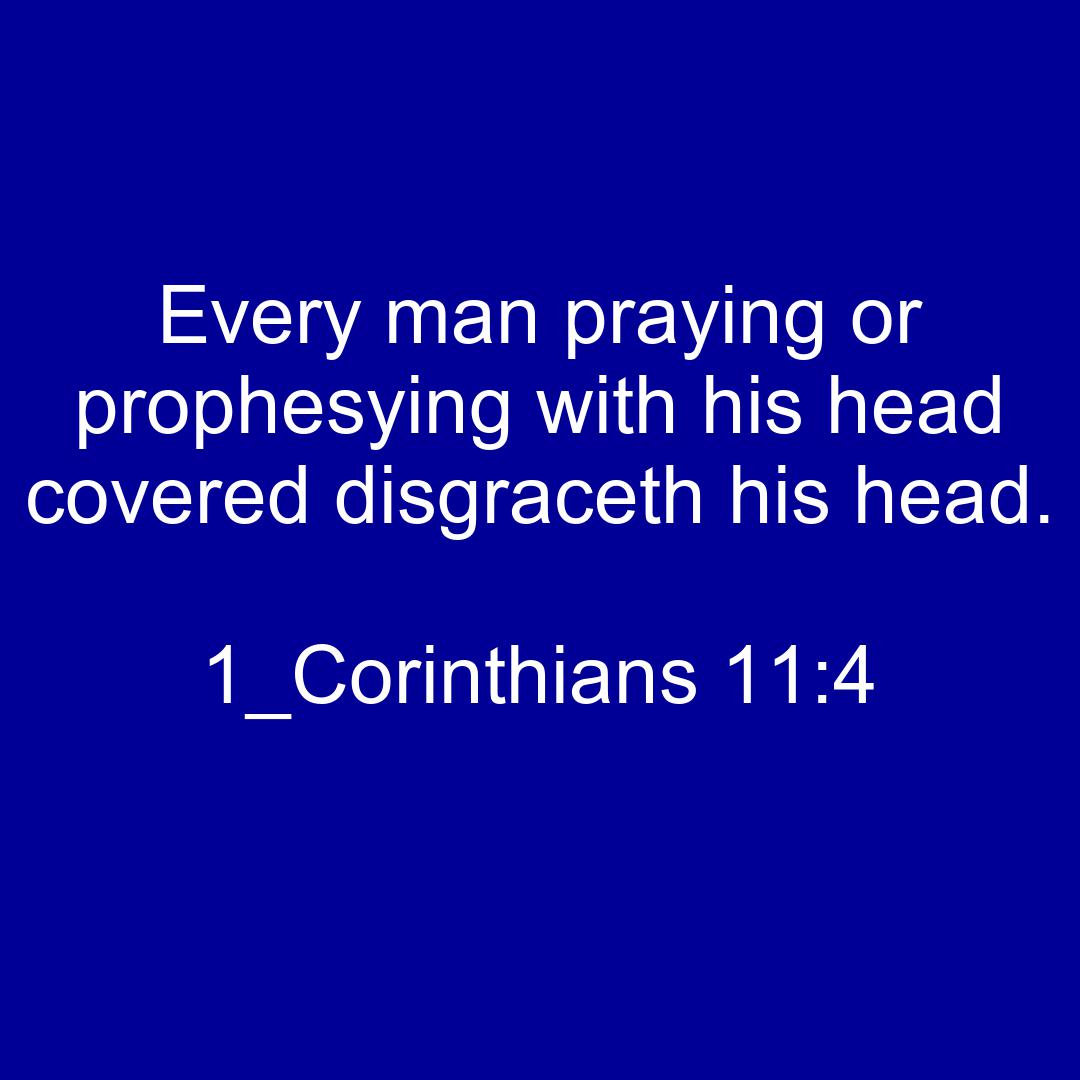 Every man praying or
prophesying with his head
covered disgraceth his head.
1_Corinthians 11:4